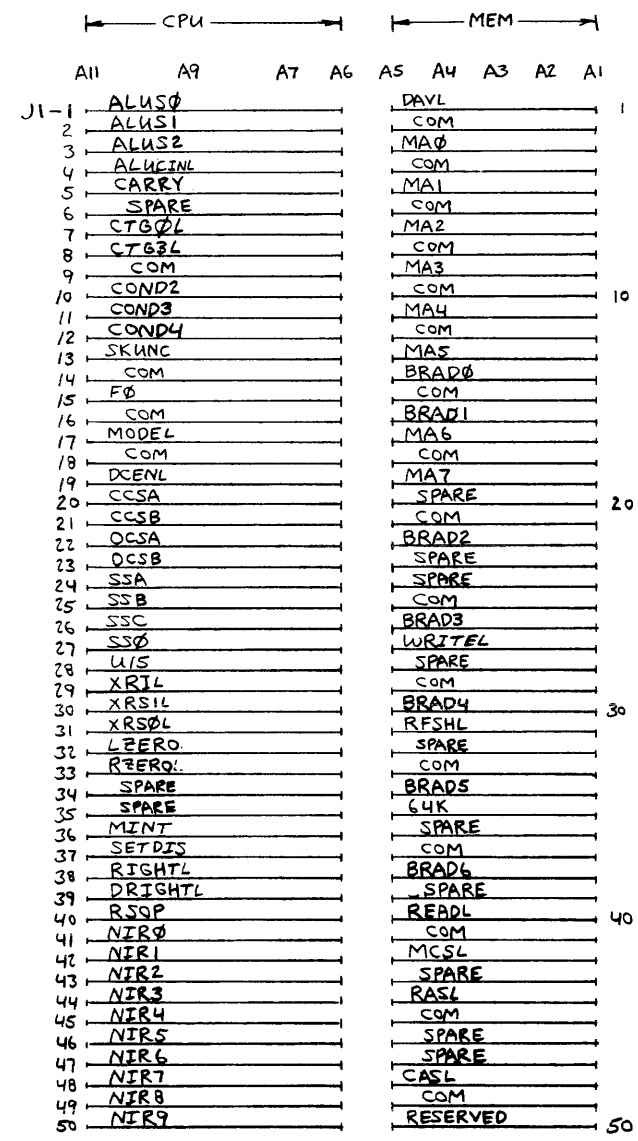 CPU MEM
A11 A9 A7 A6 A5 A4 A3 A2 A1
J1-1 ALUSØ DAVL 1
2 ALUS1 COM
3 ALUS2 MAØ
4 ALUCINL COM
5 CARRY MA1
6 SPARE COM
7 CTGØL MA2
8 CTG3L COM
9 COM MA3
10 COND2 COM 10
11 COND3 MA4
12 COND4 COM
13 SKUNC MA5
14 COM BRADØ
15 FØ COM
16 COM BRAD1
17 MODEL MA6
18 COM COM
19 DCENL MA7
20 CCSA SPARE 20
21 CCSB COM
22 OCSA BRAD2
23 OCSB SPARE
24 SSA SPARE
25 SSB COM
26 SSC BRAD3
27 SSØ WRITEL
28 U15 SPARE
29 XRIL COM
30 XRS1L BRAD4 30
31 XRSØL RFSHL
32 LZERO SPARE
33 RZEROL COM
34 SPARE BRAD5
35 SPARE 64K
36 MINT SPARE
37 SETDIS COM
38 RIGHTL BRAD6
39 DRIGHTL SPARE
40 RSOP READL 40
41 NIRØ COM
42 NIR1 MCSL
43 NIR2 SPARE
44 NIR3 RASL
45 NIR4 COM
46 NIR5 SPARE
47 NIR6 SPARE
48 NIR7 CASL
49 NIR8 COM
50 NIR9 RESERVED 50